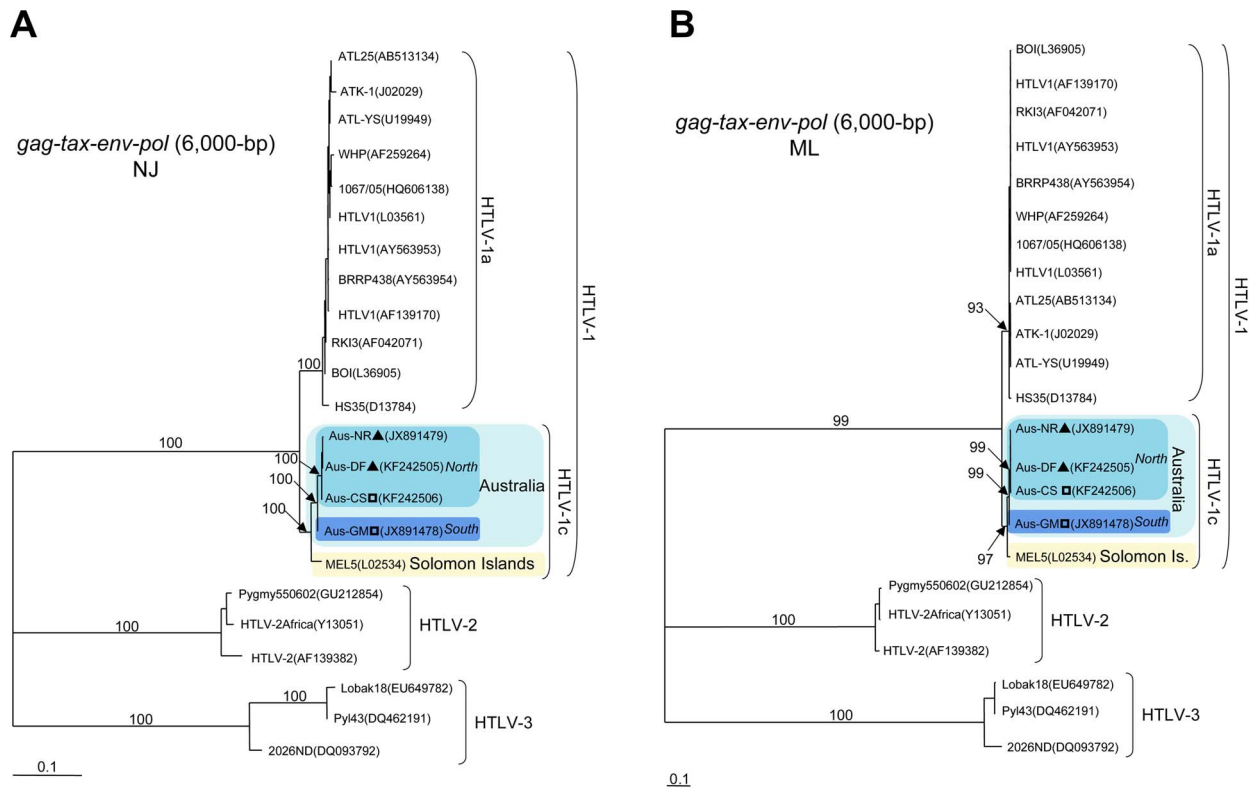 A
gag-tax-env-pol (6,000-bp)
NJ
ATL25(AB513134)
ATK-1(J02029)
ATL-YS(U19949)
WHP(AF259264)
1067/05(HQ606138)
HTLV1(L03561)
HTLV1(AY563953)
BRRP438(AY563954)
HTLV1(AF139170)
RKI3(AF042071)
BOI(L36905)
HS35(D13784)
HTLV-1a
HTLV-1
100
100
Aus-NR▲(JX891479)
Aus-DF▲(KF242505) North
Aus-CS◘(KF242506)
Aus-GM◘(JX891478) South
Australia
HTLV-1c
100
100
100
MEL5(L02534) Solomon Islands
Pygmy550602(GU212854)
HTLV-2Africa(Y13051)
HTLV-2(AF139382)
100
HTLV-2
Lobak18(EU649782)
Pyl43(DQ462191)
2026ND(DQ093792)
100
100
HTLV-3
0.1
B
gag-tax-env-pol (6,000-bp)
ML
BOI(L36905)
HTLV1(AF139170)
RKI3(AF042071)
HTLV1(AY563953)
BRRP438(AY563954)
WHP(AF259264)
1067/05(HQ606138)
HTLV1(L03561)
ATL25(AB513134)
ATK-1(J02029)
ATL-YS(U19949)
HS35(D13784)
HTLV-1a
HTLV-1
93
99
Aus-NR▲(JX891479)
North
Aus-DF▲(KF242505)
Aus-CS ◘(KF242506)
Aus-GM◘(JX891478) South
Australia
HTLV-1c
99
99
97
MEL5(L02534) Solomon Is.
Pygmy550602(GU212854)
HTLV-2Africa(Y13051)
HTLV-2(AF139382)
100
HTLV-2
Lobak18(EU649782)
Pyl43(DQ462191)
2026ND(DQ093792)
100
HTLV-3
0.1